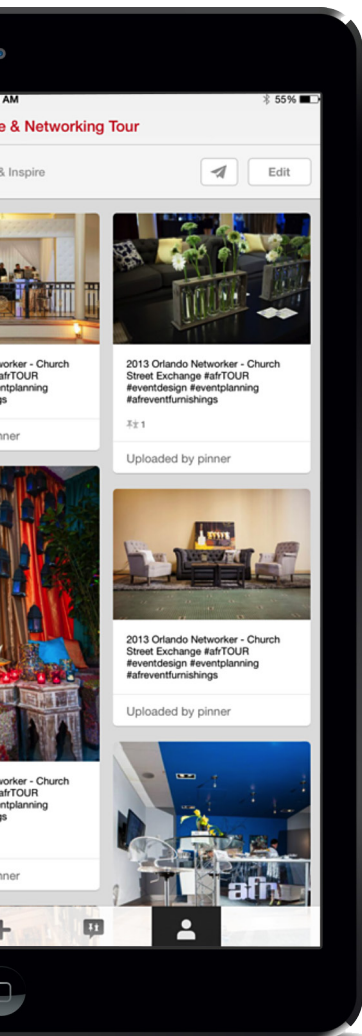 AM
55%
e & Networking Tour
& Inspire
Edit
orker - Church
afrTOUR
entplanning
gs
nner
2013 Orlando Networker - Church
Street Exchange #afrTOUR
#eventdesign #eventplanning
#afreventfurnishings
1
Uploaded by pinner
2013 Orlando Networker - Church
Street Exchange #afrTOUR
#eventdesign #eventplanning
#afreventfurnishings
Uploaded by pinner
orker - Church
afrTOUR
ntplanning
gs
nner
afr